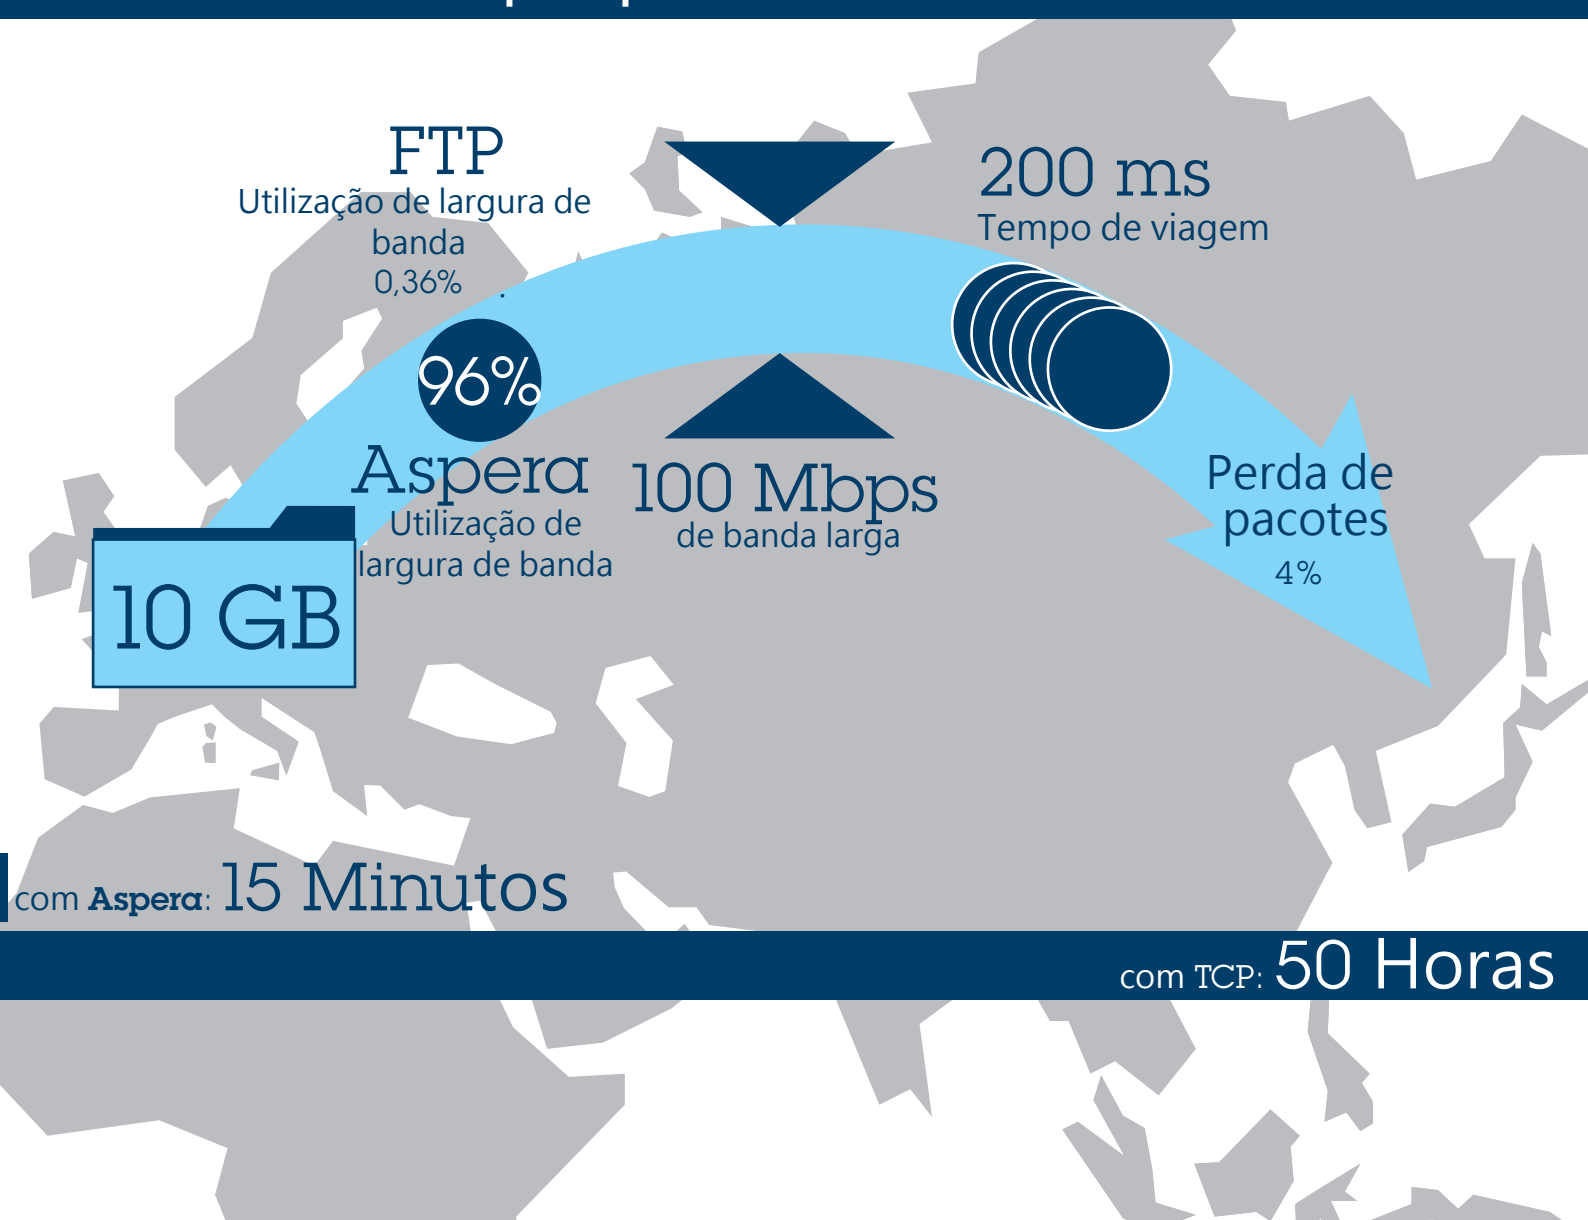 FTP
Utilização de largura de
banda
0,36%
200 ms
Tempo de viagem
96%
Aspera
Utilização de
largura de banda
100 Mbps
de banda larga
Perda de
pacotes
4%
10 GB
com Aspera: 15 Minutos
com TCP: 50 Horas